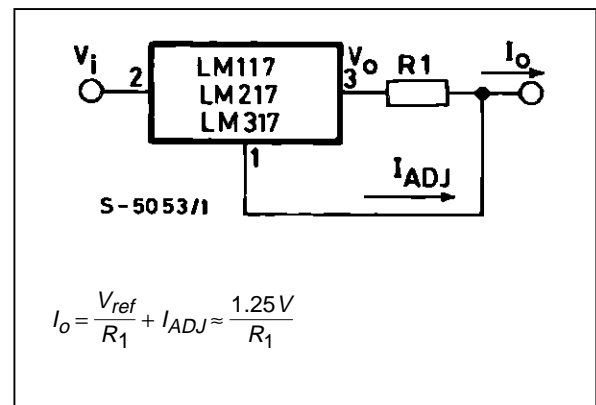 Vi
2
LM117
LM217
LM317
Vo
3
R1
Io
1
IADJ
S-5053/1
Io = Vref/R1 + IADJ ≈ 1.25 V/R1